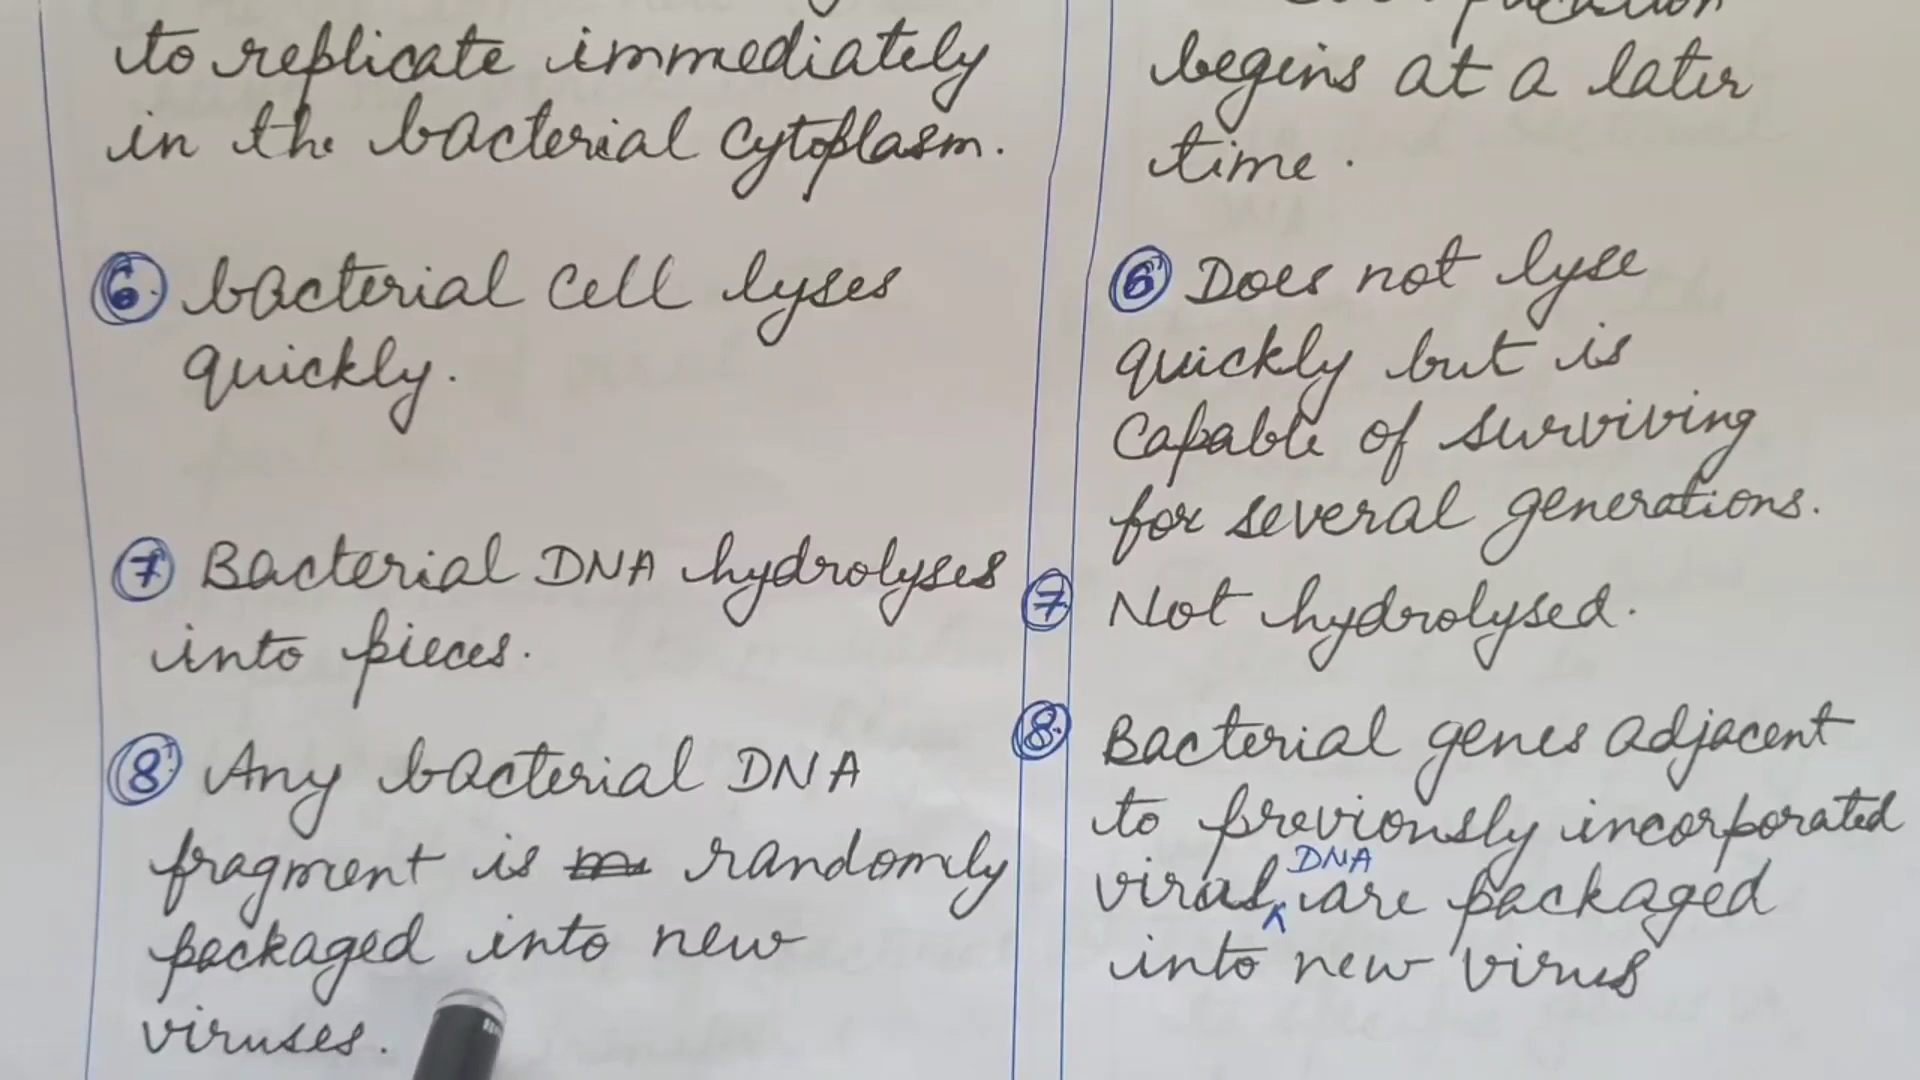 to replicate immediately
in the bacterial cytoplasm.
6. bacterial cell lyses
quickly.
7 Bacterial DNA hydrolyses
into pieces.
8. Any bacterial DNA
fragment is randomly
packaged into new
viruses.
begins at a later
time.
6 Does not lyse
quickly but is
capable of surviving
for several generations.
7. Not hydrolysed.
8. Bacterial genes adjacent
to previously incorporated
viral DNA are packaged
into new virus